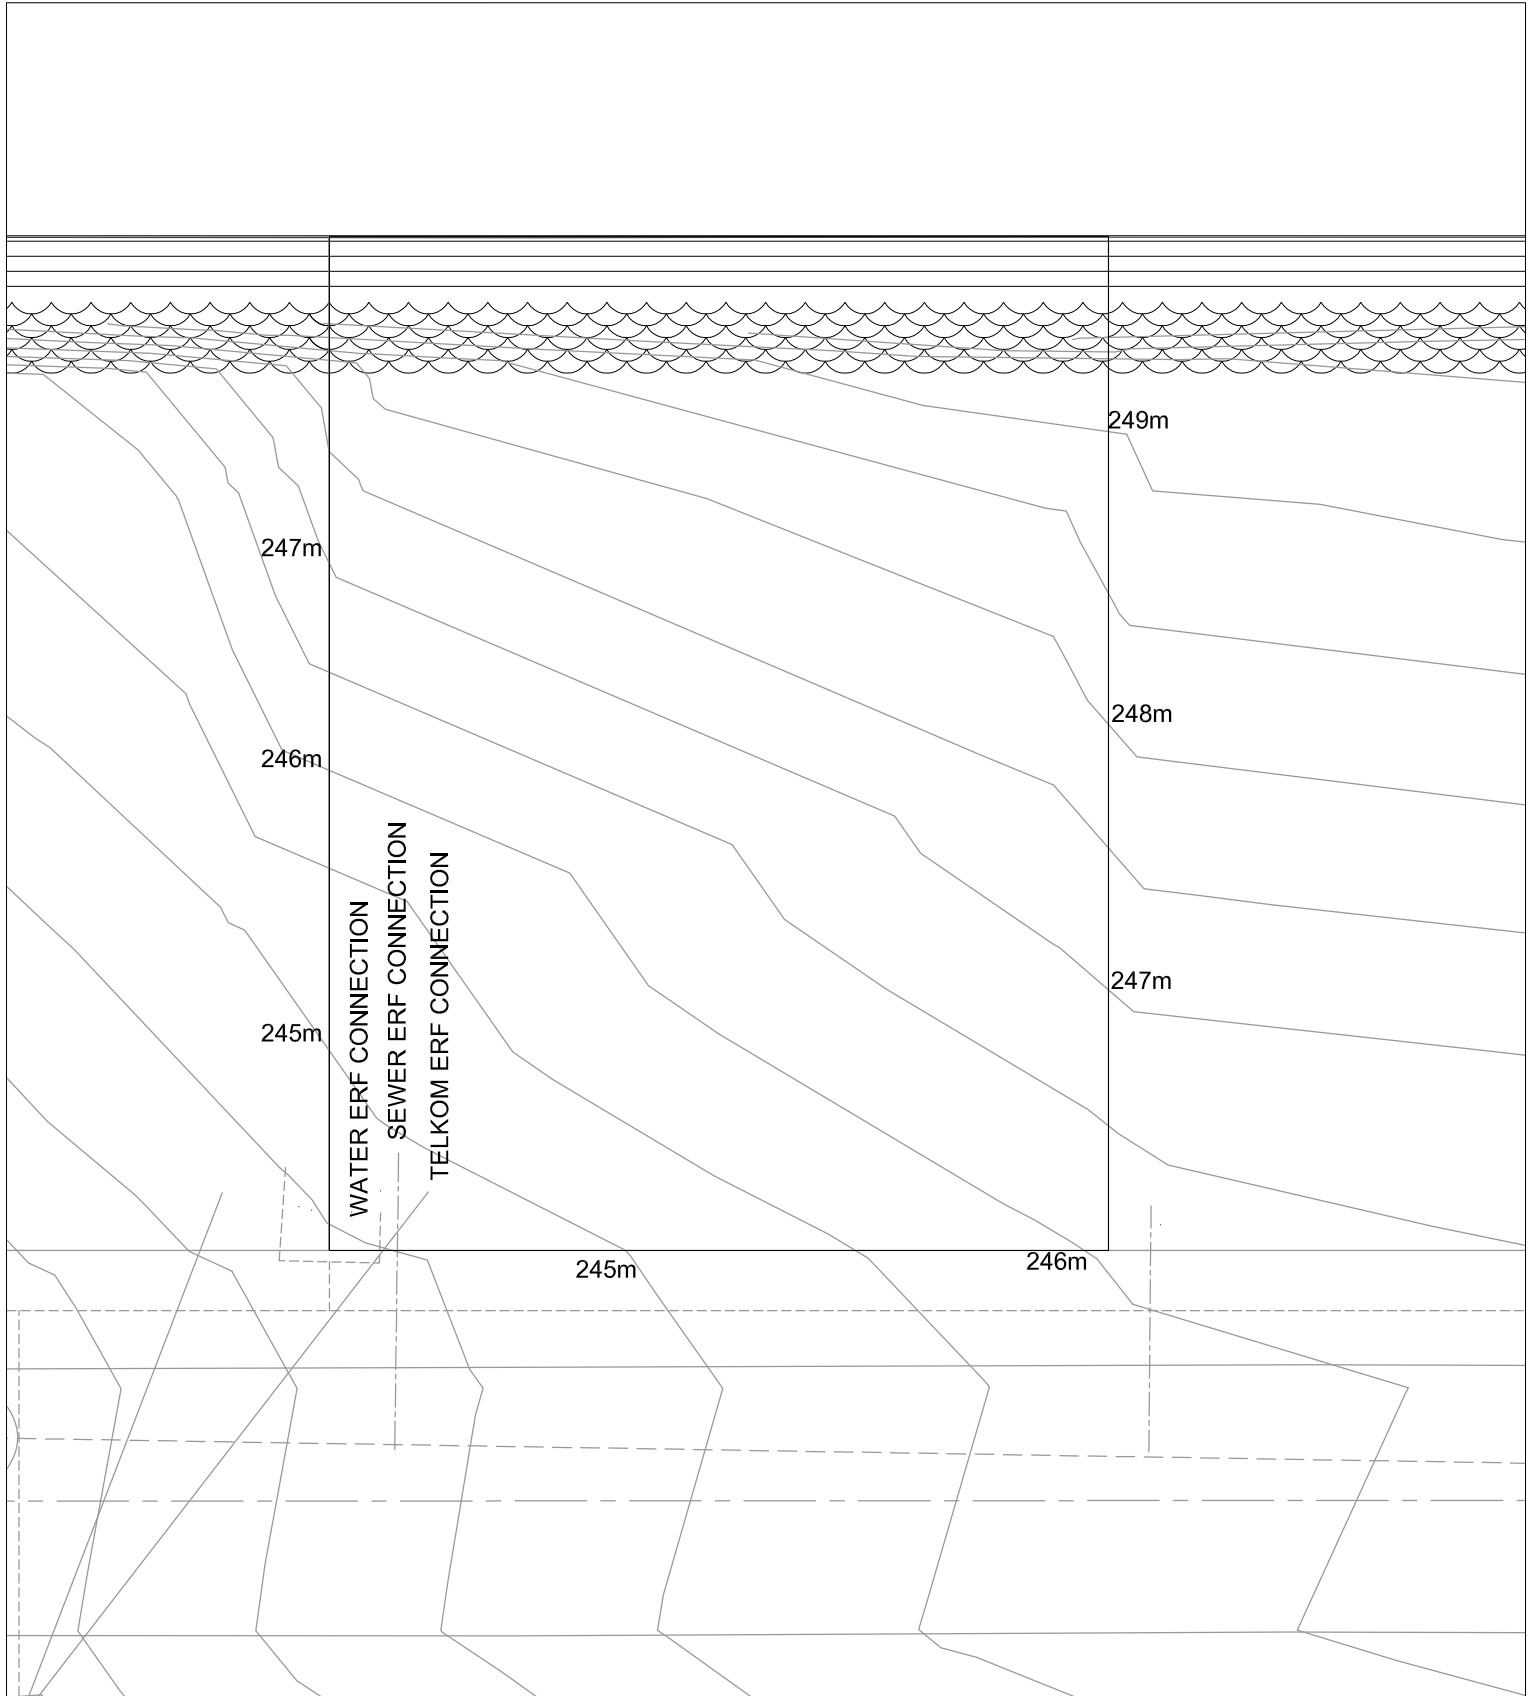 249m
247m
248m
246m
WATER ERF CONNECTION
SEWER ERF CONNECTION
TELKOM ERF CONNECTION
247m
245m
245m
246m